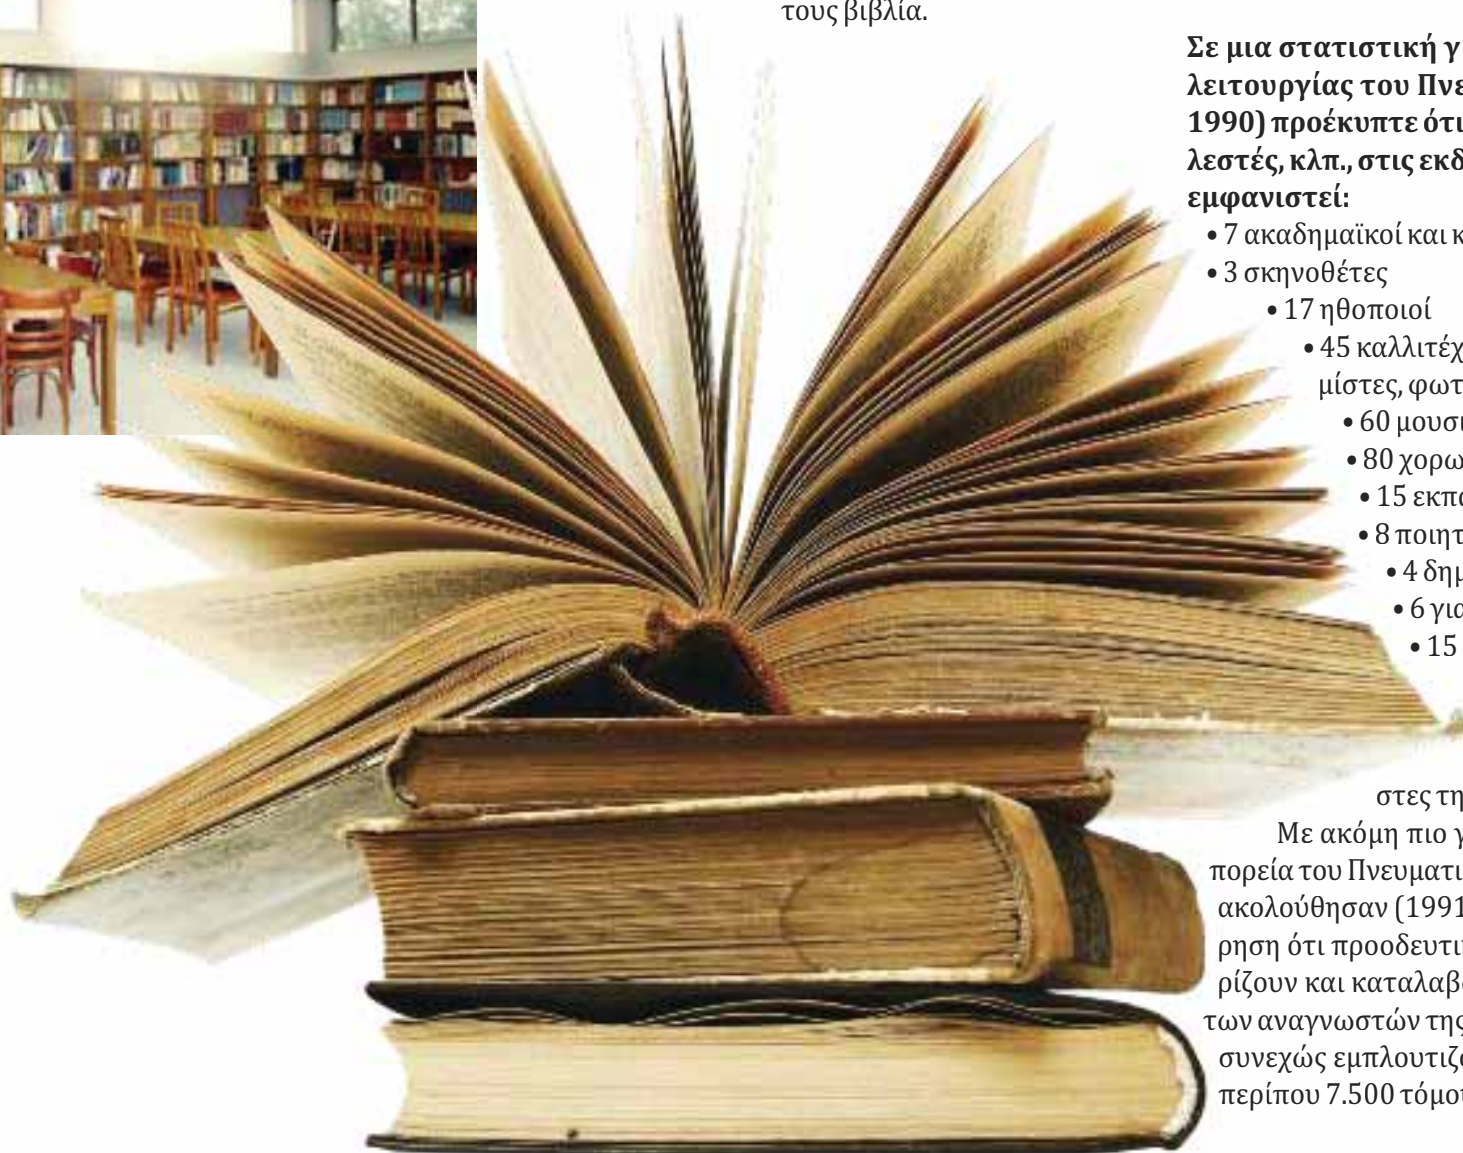 τους βιβλία.
Σε μια στατιστική γ
λειτουργίας του Πνε
1990) προέκυπτε ότι
λεστές, κλπ., στις εκδ
εμφανιστεί:
• 7 ακαδημαϊκοί και κ
• 3 σκηνοθέτες
• 17 ηθοποιοί
• 45 καλλιτέχ
μίστες, φωτ
• 60 μουσι
• 80 χορω
• 15 εκπα
• 8 ποιητ
• 4 δημ
• 6 για
• 15
στες τη
Με ακόμη πιο γ
πορεία του Πνευματι
ακολούθησαν (1991
ρηση ότι προοδευτι
ρίζουν και καταλαβ
των αναγνωστών της
συνεχώς εμπλουτιζ
περίπου 7.500 τόμου